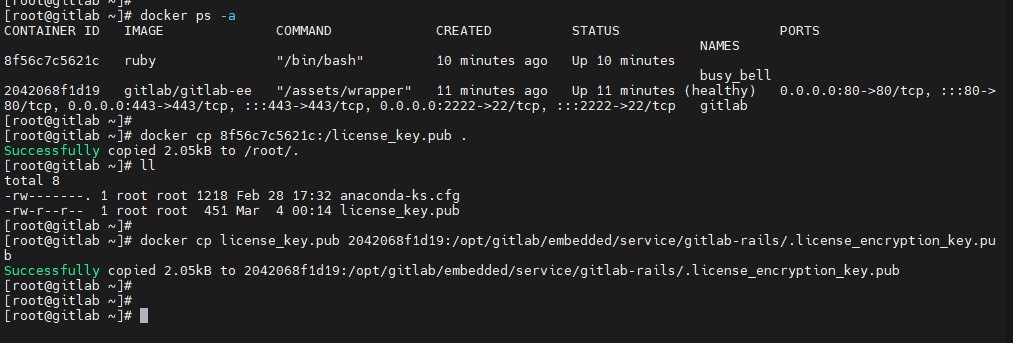 [root@gitlab ~]#
[root@gitlab ~]# docker ps -a
CONTAINER ID   IMAGE              COMMAND             CREATED          STATUS                    PORTS
                                                                                       NAMES
8f56c7c5621c   ruby               "/bin/bash"         10 minutes ago   Up 10 minutes
                                                                                       busy_bell
2042068f1d19   gitlab/gitlab-ee   "/assets/wrapper"   11 minutes ago   Up 11 minutes (healthy)   0.0.0.0:80->80/tcp, :::80->
80/tcp, 0.0.0.0:443->443/tcp, :::443->443/tcp, 0.0.0.0:2222->22/tcp, :::2222->22/tcp   gitlab
[root@gitlab ~]#
[root@gitlab ~]# docker cp 8f56c7c5621c:/license_key.pub .
Successfully copied 2.05kB to /root/.
[root@gitlab ~]# ll
total 8
-rw-------. 1 root root 1218 Feb 28 17:32 anaconda-ks.cfg
-rw-r--r--  1 root root  451 Mar  4 00:14 license_key.pub
[root@gitlab ~]#
[root@gitlab ~]# docker cp license_key.pub 2042068f1d19:/opt/gitlab/embedded/service/gitlab-rails/.license_encryption_key.pu
b
Successfully copied 2.05kB to 2042068f1d19:/opt/gitlab/embedded/service/gitlab-rails/.license_encryption_key.pub
[root@gitlab ~]#
[root@gitlab ~]#
[root@gitlab ~]#